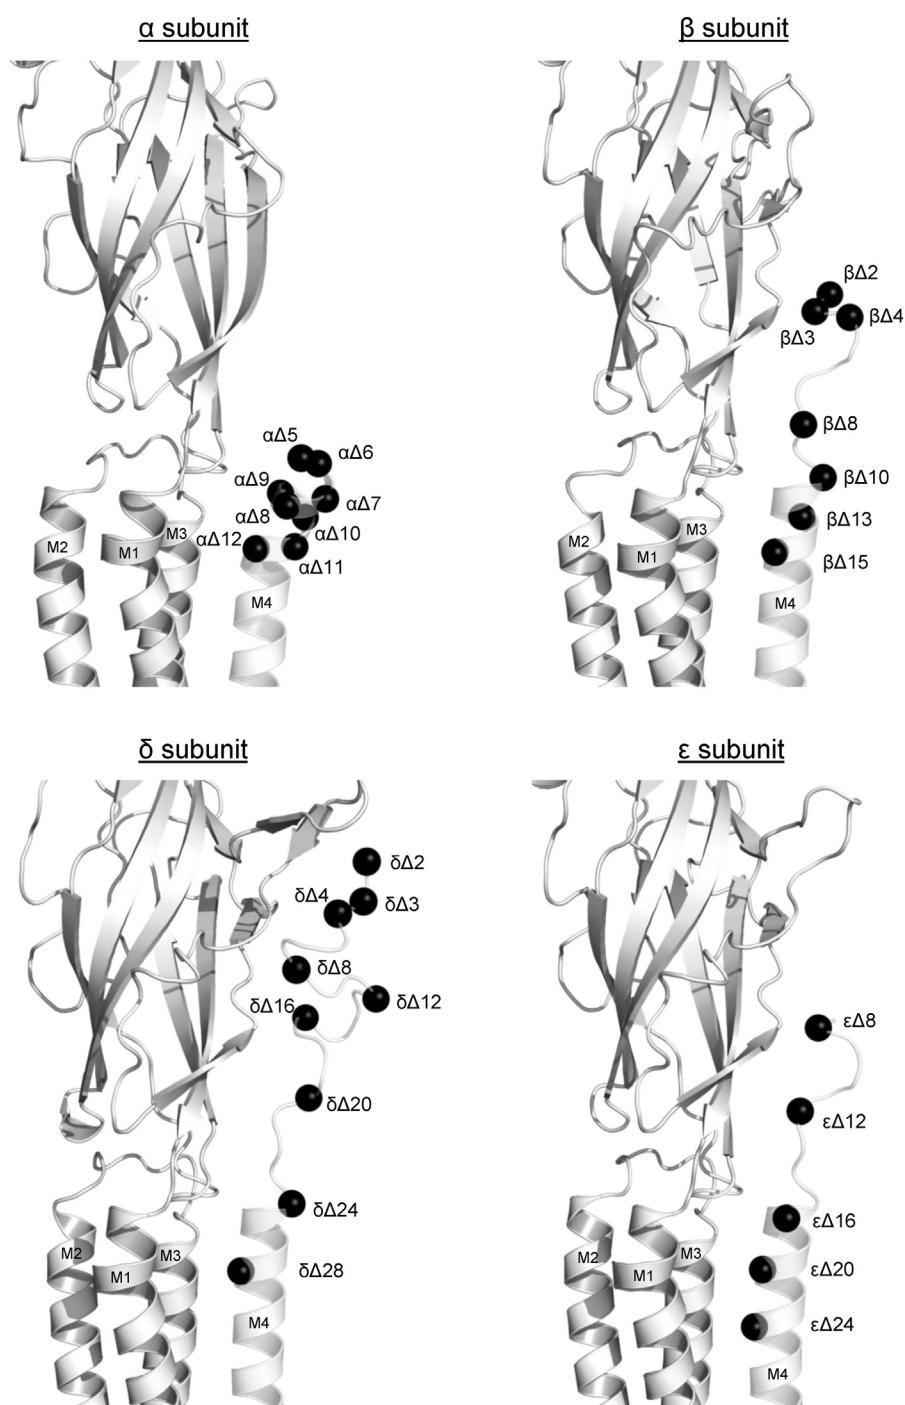 α subunit
αΔ5
αΔ6
αΔ9
αΔ7
αΔ8
αΔ10
αΔ12
αΔ11
M2
M1
M3
M4
β subunit
βΔ2
βΔ3
βΔ4
βΔ8
βΔ10
βΔ13
βΔ15
M2
M1
M3
M4
δ subunit
δΔ2
δΔ4
δΔ3
δΔ8
δΔ12
δΔ16
δΔ20
δΔ24
δΔ28
M2
M1
M3
M4
ε subunit
εΔ8
εΔ12
εΔ16
εΔ20
εΔ24
M2
M1
M3
M4